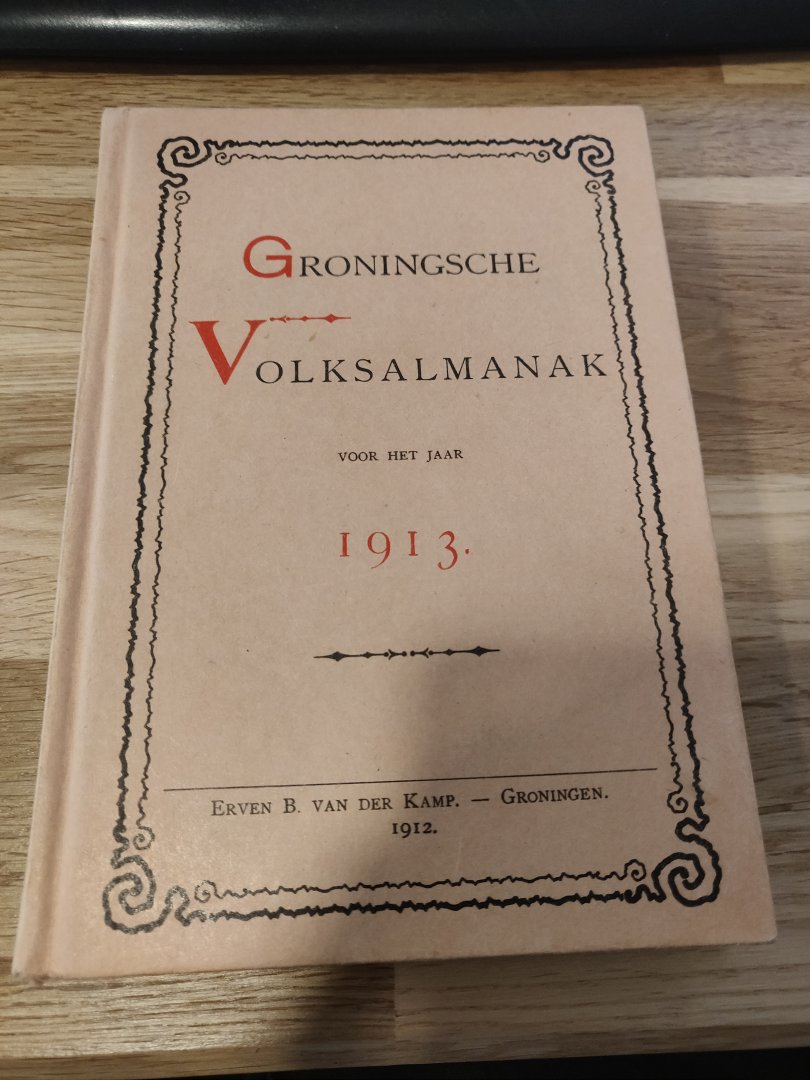 GRONINGSCHE
VOLKSALMANAK
VOOR HET JAAR
1913.
ERVEN B. VAN DER KAMP. — GRONINGEN.
1912.